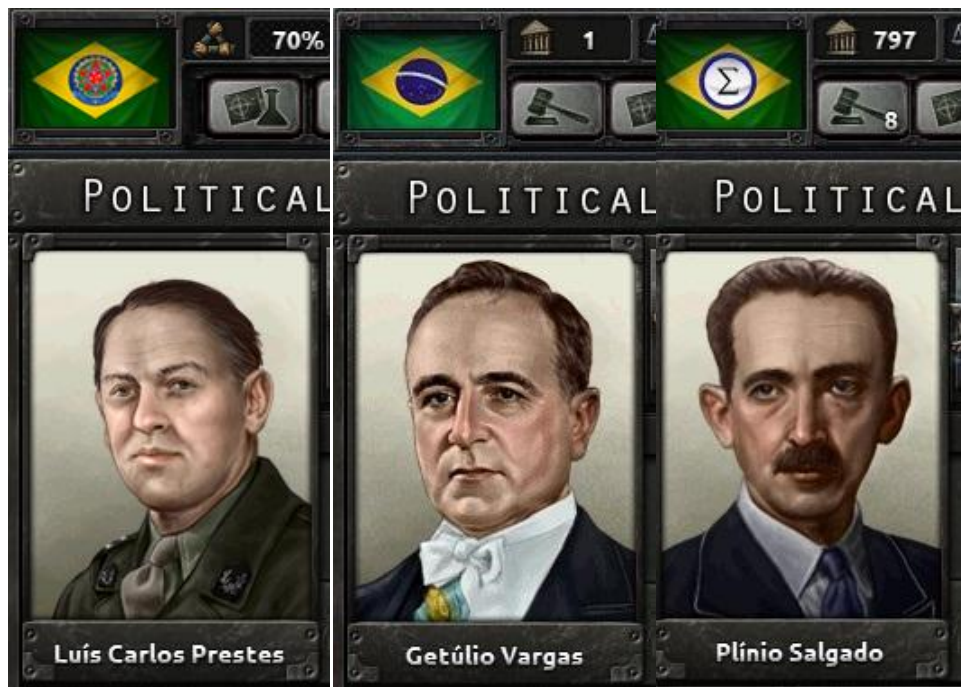 70%
1
797
8
Σ
POLITICAL
POLITICAL
POLITICAL
Luís Carlos Prestes
Getúlio Vargas
Plínio Salgado